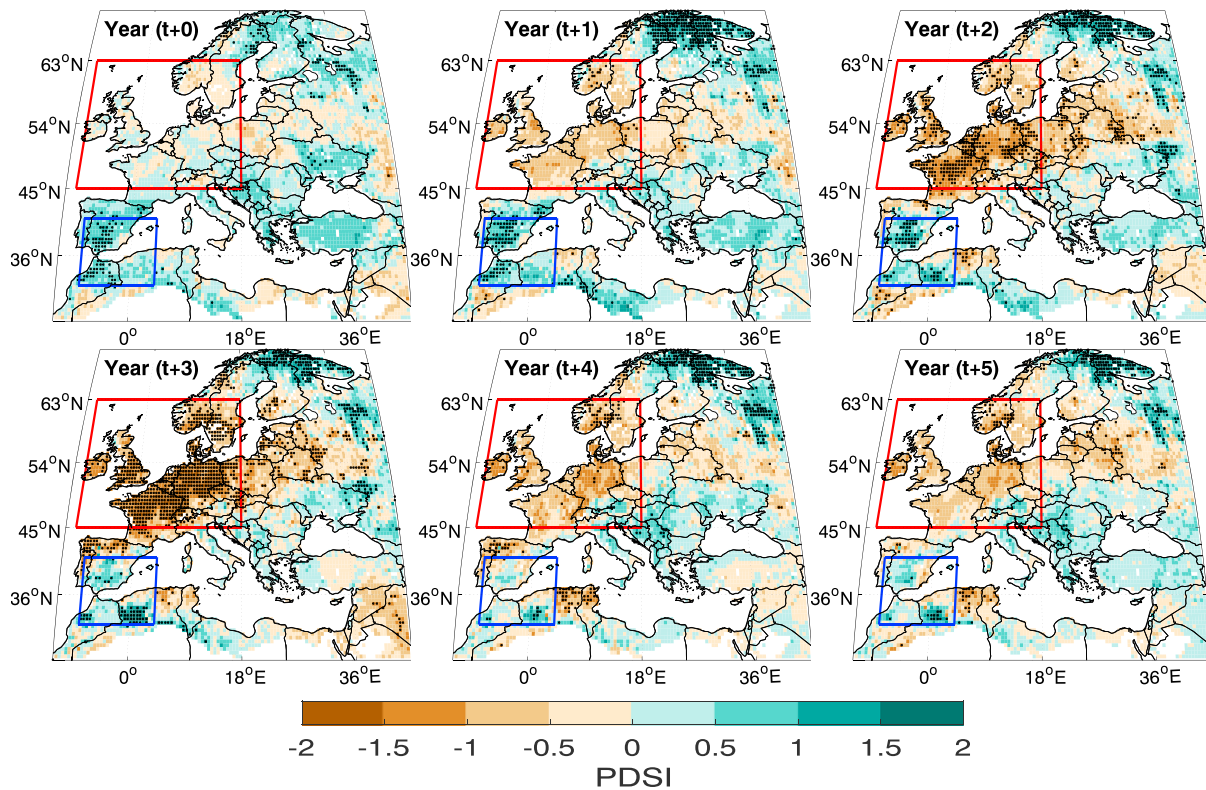 Year (t+0) Year (t+1) Year (t+2)
63°N 63°N 63°N
54°N 54°N 54°N
45°N 45°N 45°N
36°N 36°N 36°N
0° 18°E 36°E 0° 18°E 36°E 0° 18°E 36°E
Year (t+3) Year (t+4) Year (t+5)
63°N 63°N 63°N
54°N 54°N 54°N
45°N 45°N 45°N
36°N 36°N 36°N
0° 18°E 36°E 0° 18°E 36°E 0° 18°E 36°E
-2 -1.5 -1 -0.5 0 0.5 1 1.5 2
PDSI